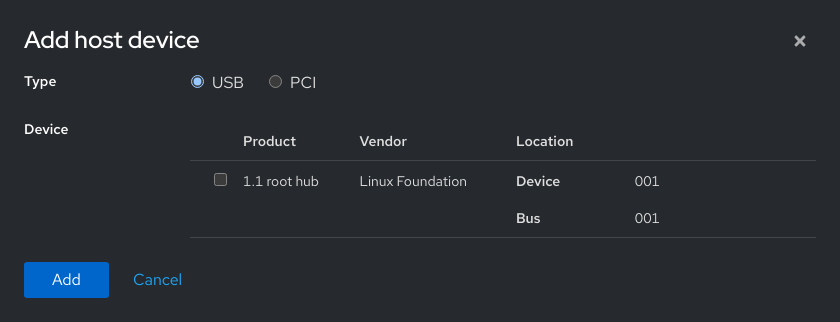 Add host device
Type USB PCI
Device
Product Vendor Location
1.1 root hub Linux Foundation Device 001
Bus 001
Add Cancel